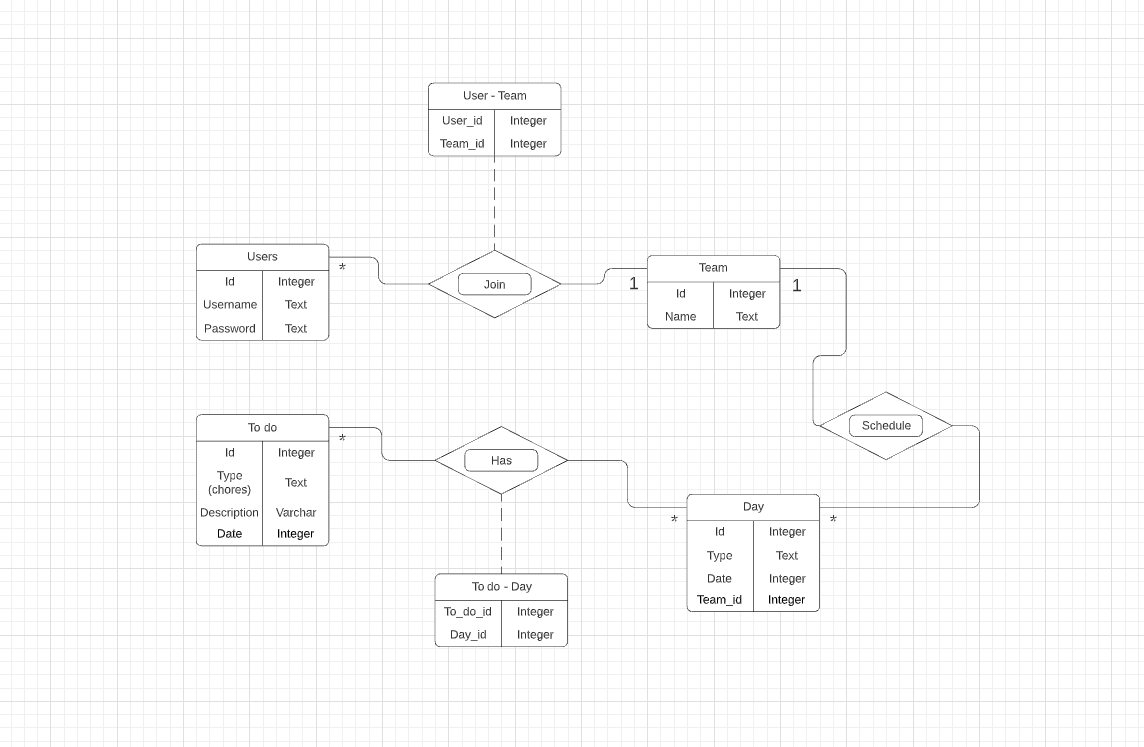 User - Team
User_id Integer
Team_id Integer
Users
Id Integer
Username Text
Password Text
*
Join
1
Team
Id Integer
Name Text
1
Schedule
To do
Id Integer
Type
(chores) Text
Description Varchar
Date Integer
*
Has
*
Day
Id Integer
Type Text
Date Integer
Team_id Integer
*
To do - Day
To_do_id Integer
Day_id Integer